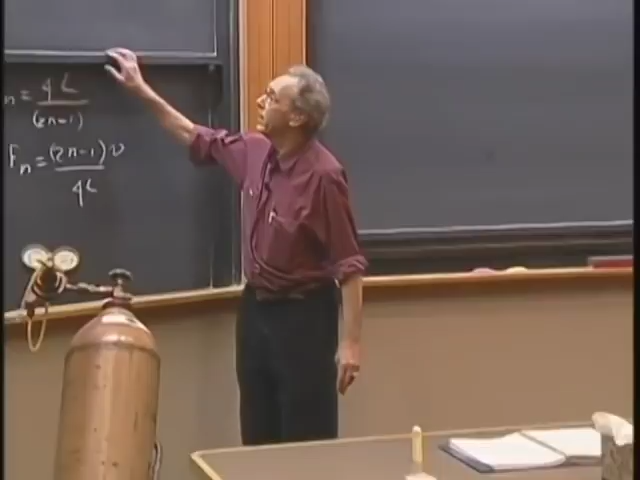 n = 4L
(2n-1)
Fn = (2n-1)v
4L